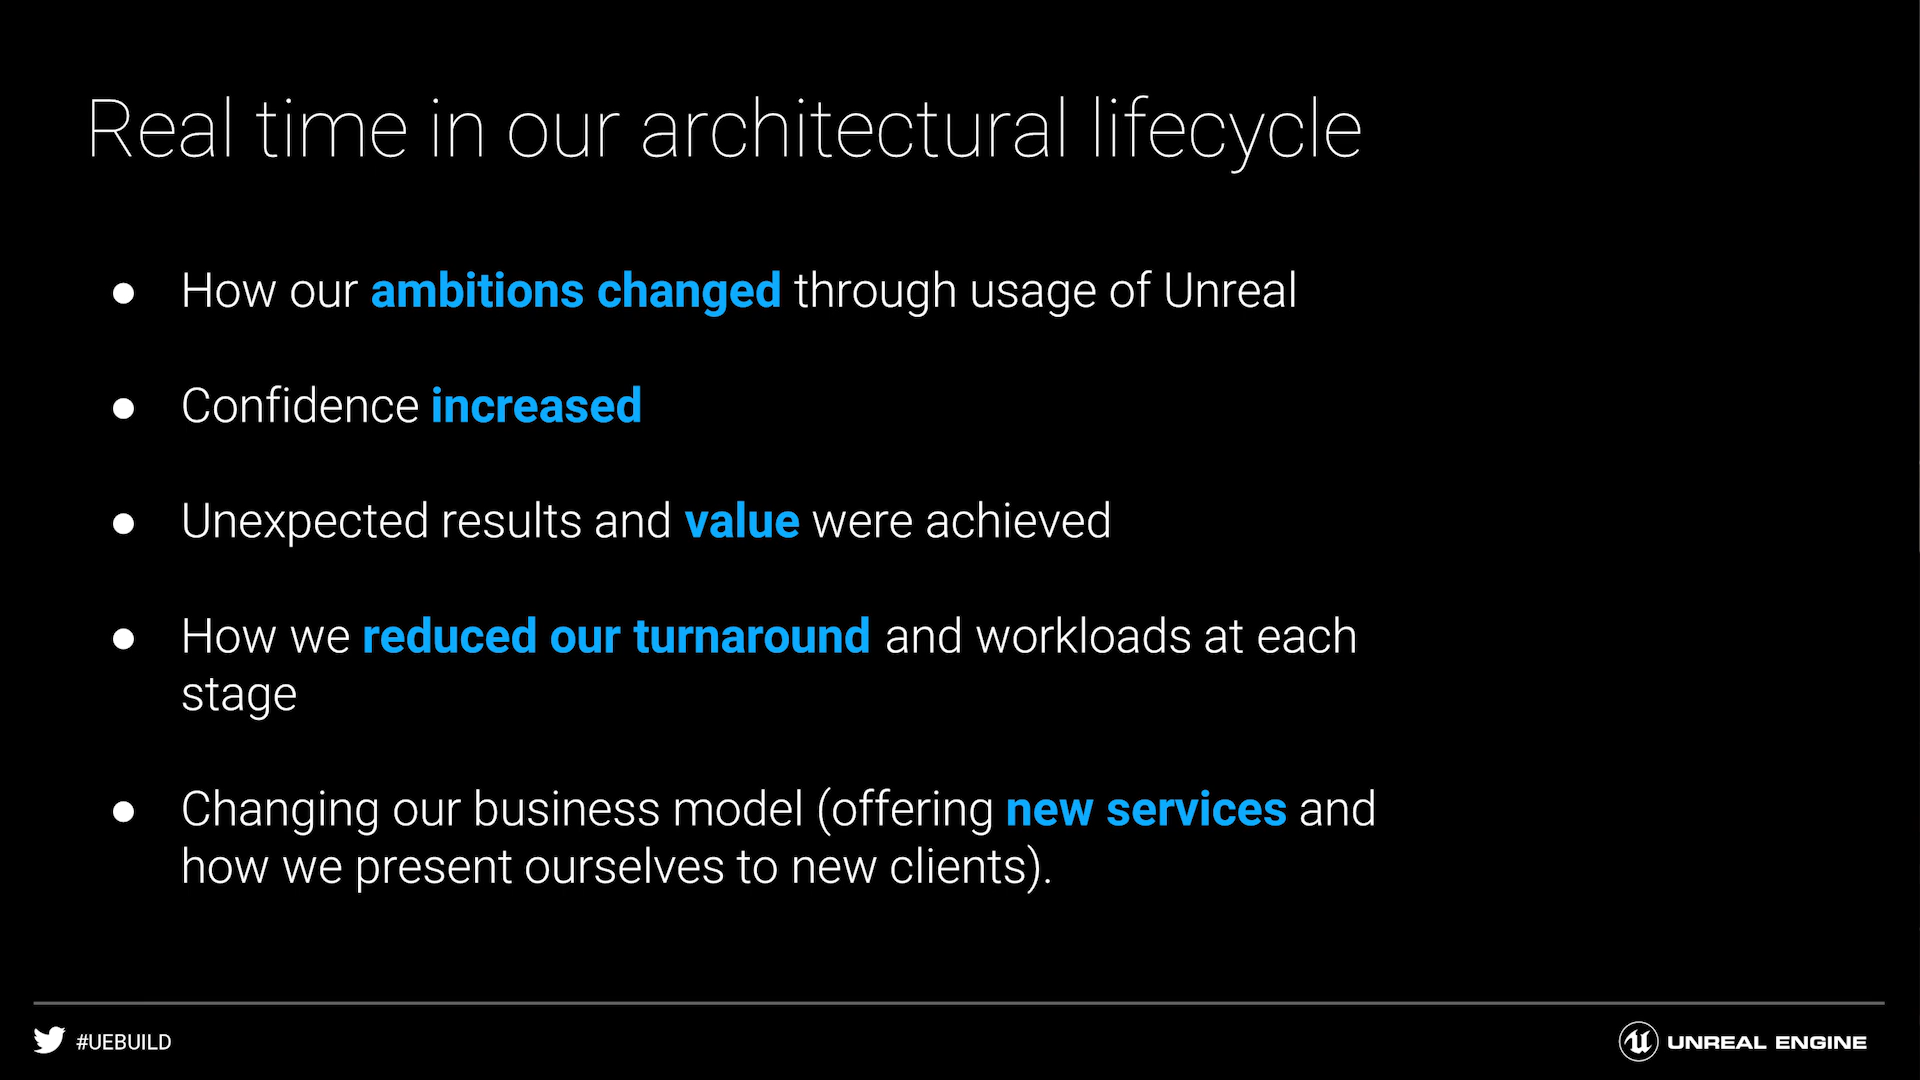 Real time in our architectural lifecycle
● How our ambitions changed through usage of Unreal
● Confidence increased
● Unexpected results and value were achieved
● How we reduced our turnaround and workloads at each
stage
● Changing our business model (offering new services and
how we present ourselves to new clients).
#UEBUILD
UNREAL ENGINE